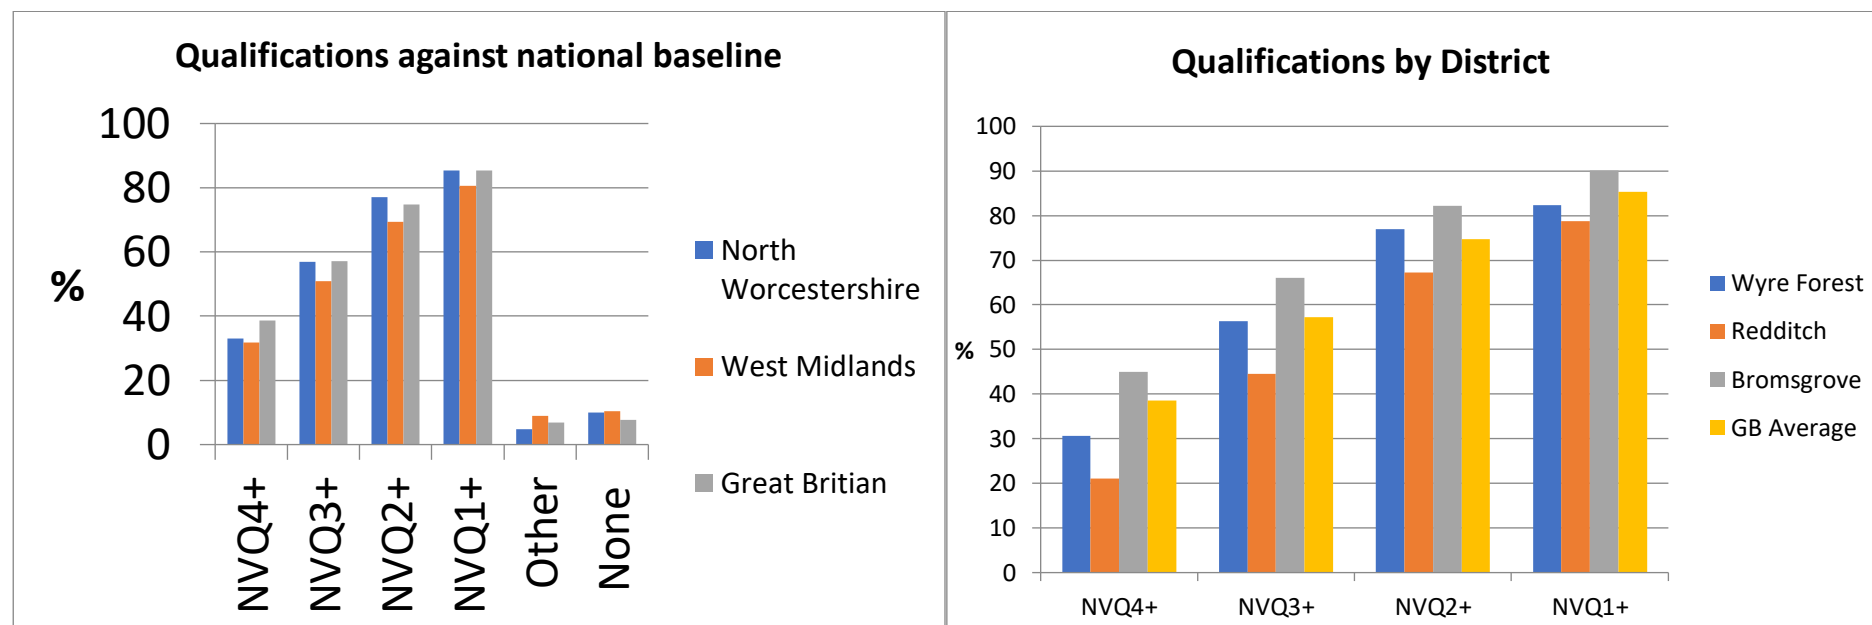 Qualifications against national baseline
100
80
60
40
20
0
%
NVQ4+
NVQ3+
NVQ2+
NVQ1+
Other
None
North
Worcestershire
West Midlands
Great Britian
Qualifications by District
100
90
80
70
60
50
40
30
20
10
0
%
NVQ4+
NVQ3+
NVQ2+
NVQ1+
Wyre Forest
Redditch
Bromsgrove
GB Average